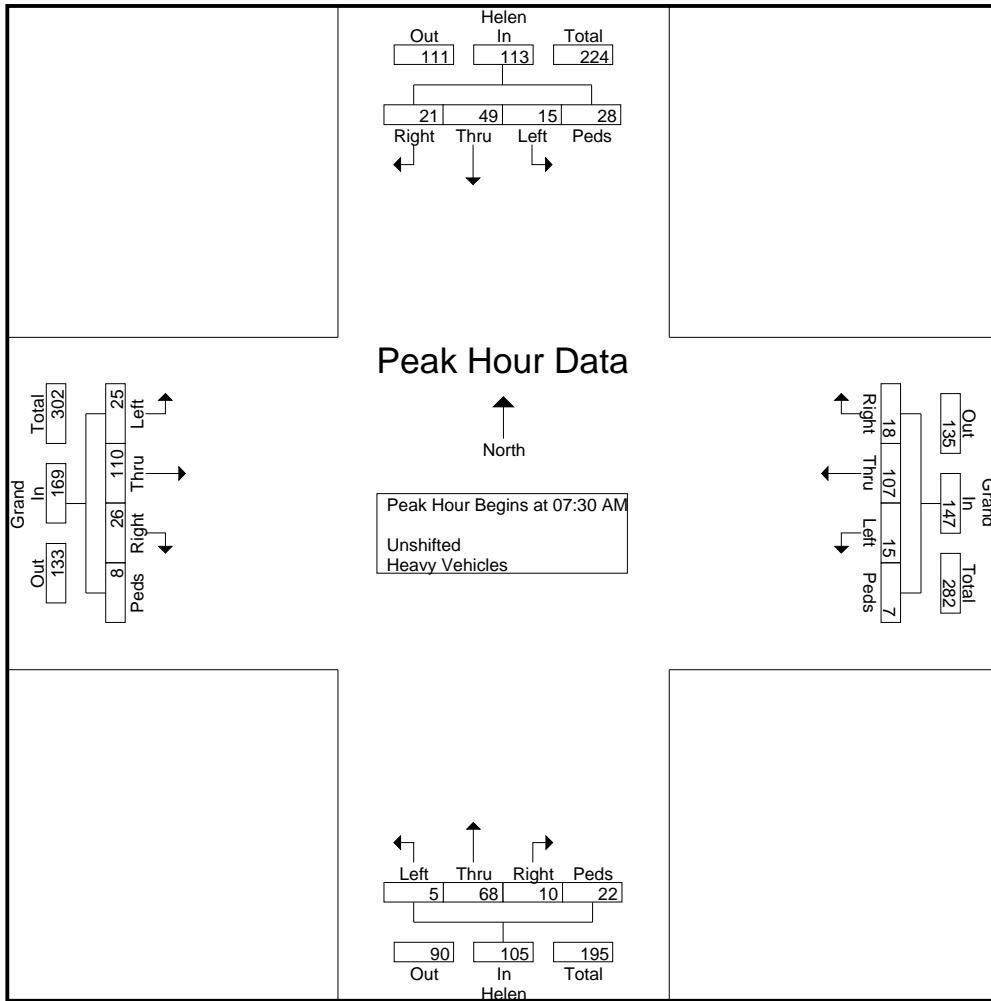 Helen
Out In Total
111 113 224
21 49 15 28
Right Thru Left Peds
Peak Hour Data
North
Peak Hour Begins at 07:30 AM
Unshifted
Heavy Vehicles
Grand
Out In Total
133 169 302
Left Thru Right Peds
25 110 26 8
Right Thru Left Peds
18 107 15 7
Out In Total
135 147 282
Grand
Left Thru Right Peds
5 68 10 22
90 105 195
Out In Total
Helen